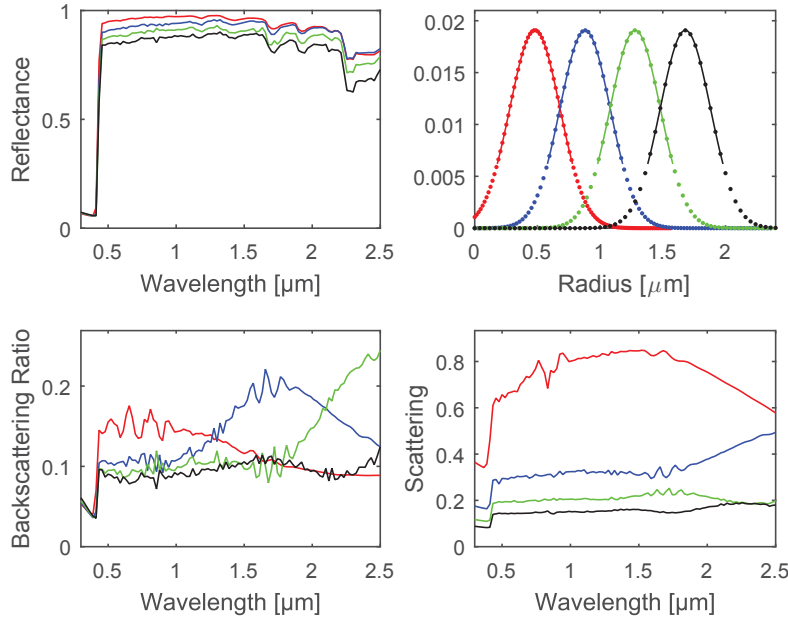 Reflectance
1
0.5
0
0.5 1 1.5 2 2.5
Wavelength [µm]
0.02
0.015
0.01
0.005
0
0 0.5 1 1.5 2
Radius [µm]
Backscattering Ratio
0.2
0.1
0
0.5 1 1.5 2 2.5
Wavelength [µm]
Scattering
0.8
0.6
0.4
0.2
0
0.5 1 1.5 2 2.5
Wavelength [µm]